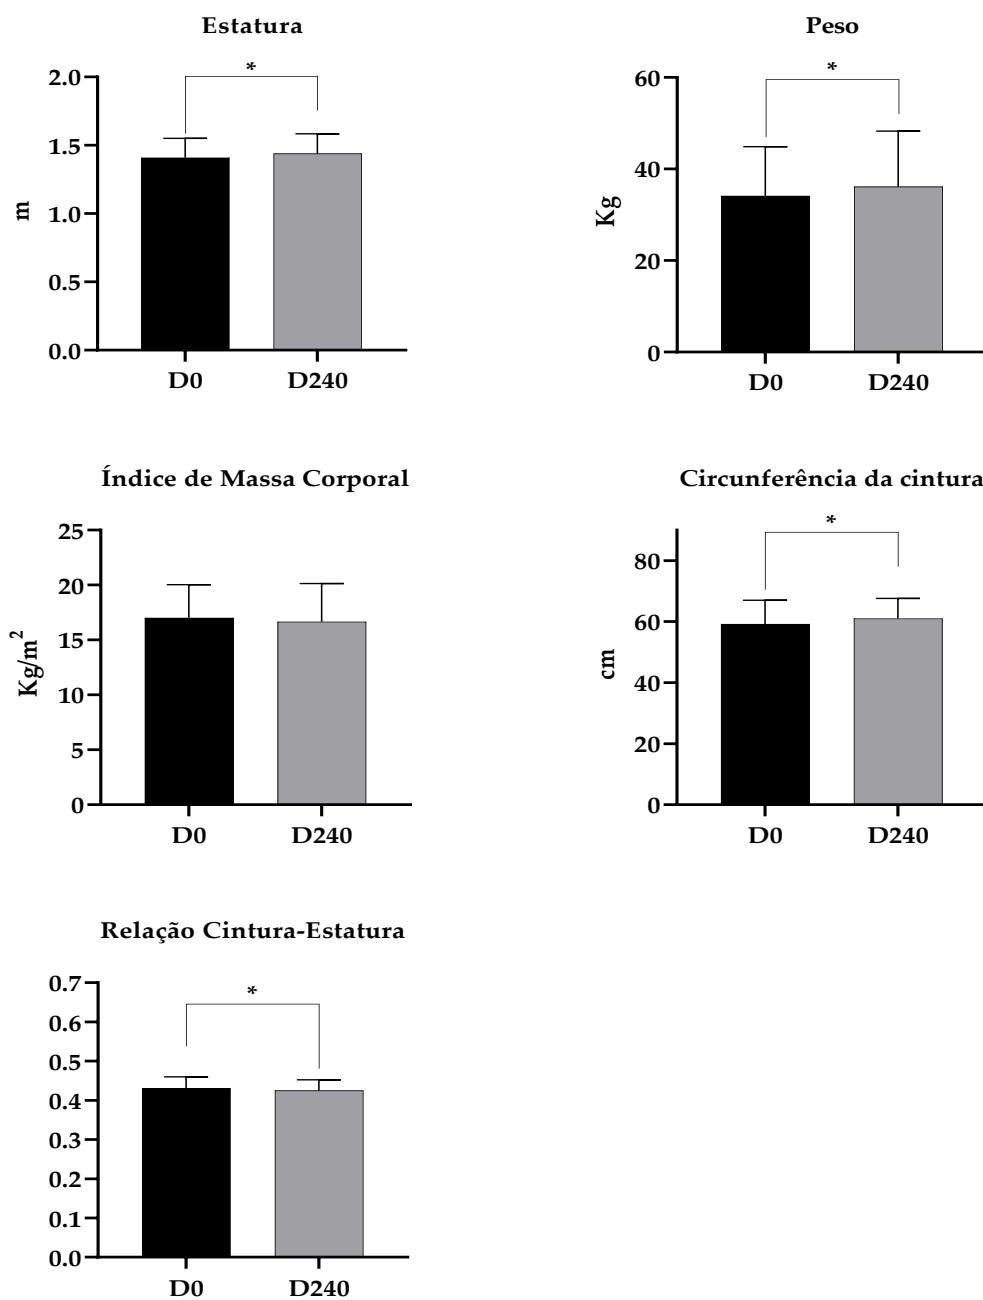 Estatura
*
2.0
1.5
1.0
0.5
0.0
m
D0 D240
Peso
*
60
40
20
0
Kg
D0 D240
Índice de Massa Corporal
25
20
15
10
5
0
Kg/m²
D0 D240
Circunferência da cintura
*
80
60
40
20
0
cm
D0 D240
Relação Cintura-Estatura
*
0.7
0.6
0.5
0.4
0.3
0.2
0.1
0.0
D0 D240